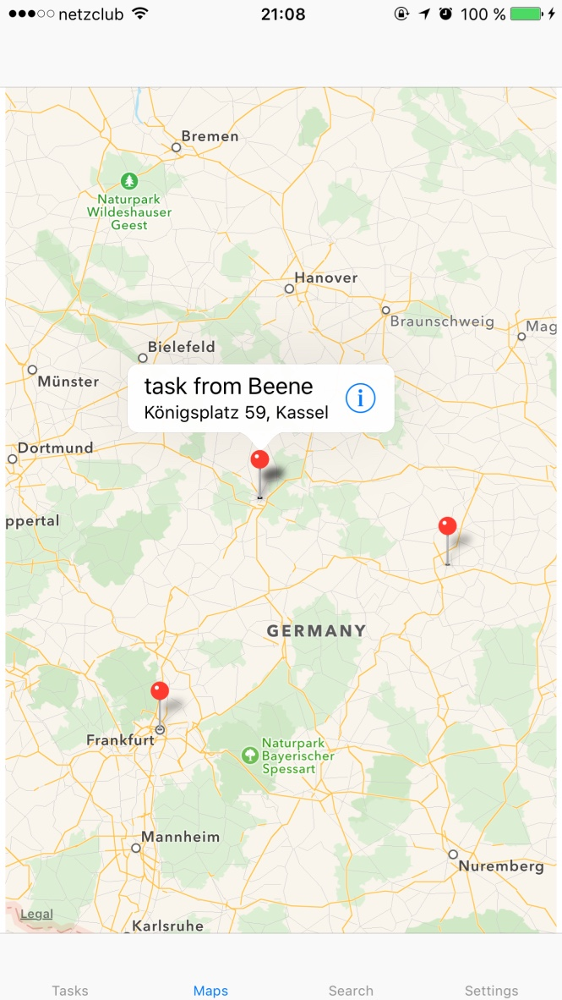 netzclub 21:08 100 %
Bremen
Naturpark
Wildeshauser
Geest
Hanover
Braunschweig
Mag
Bielefeld
Münster
task from Beene
Königsplatz 59, Kassel
Dortmund
ppertal
GERMANY
Frankfurt
Naturpark
Bayerischer
Spessart
Mannheim
Nuremberg
Legal
Karlsruhe
Tasks Maps Search Settings